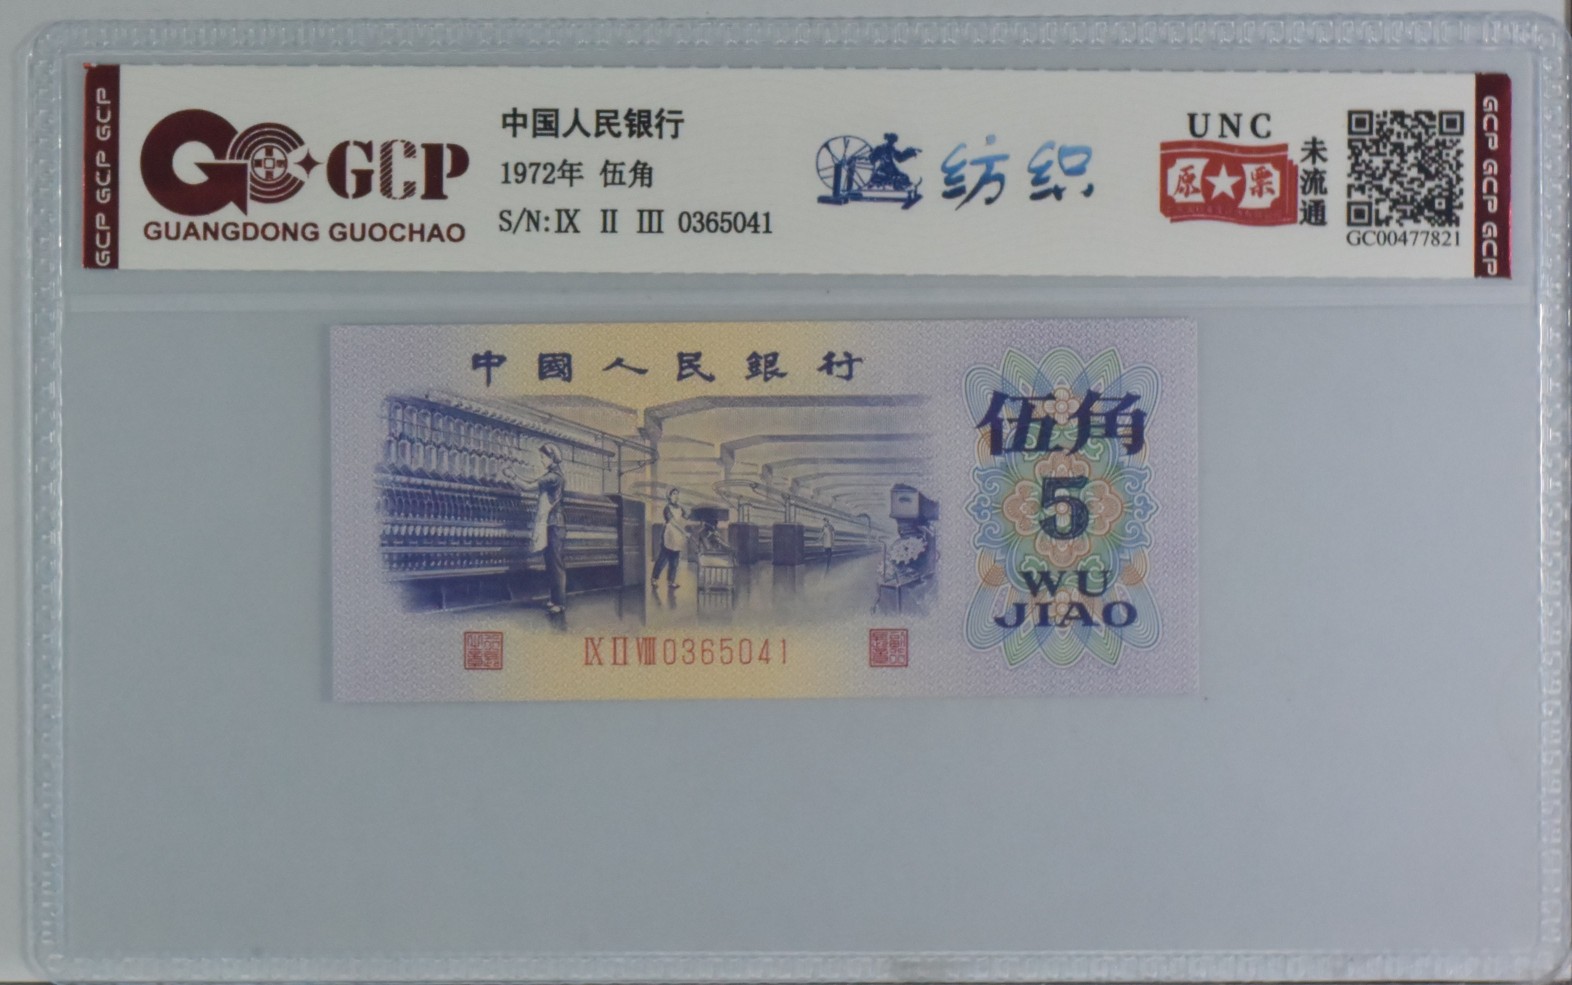 GCP GCP GCP
GCP
GUANGDONG GUOCHAO
中国人民银行
1972年 伍角
S/N:Ⅸ Ⅱ Ⅲ 0365041
纺织
UNC
原★票
未流通
GC00477821
GCP GCP GCP
中國人民銀行
伍角
5
WU
JIAO
Ⅸ Ⅱ Ⅷ 0365041